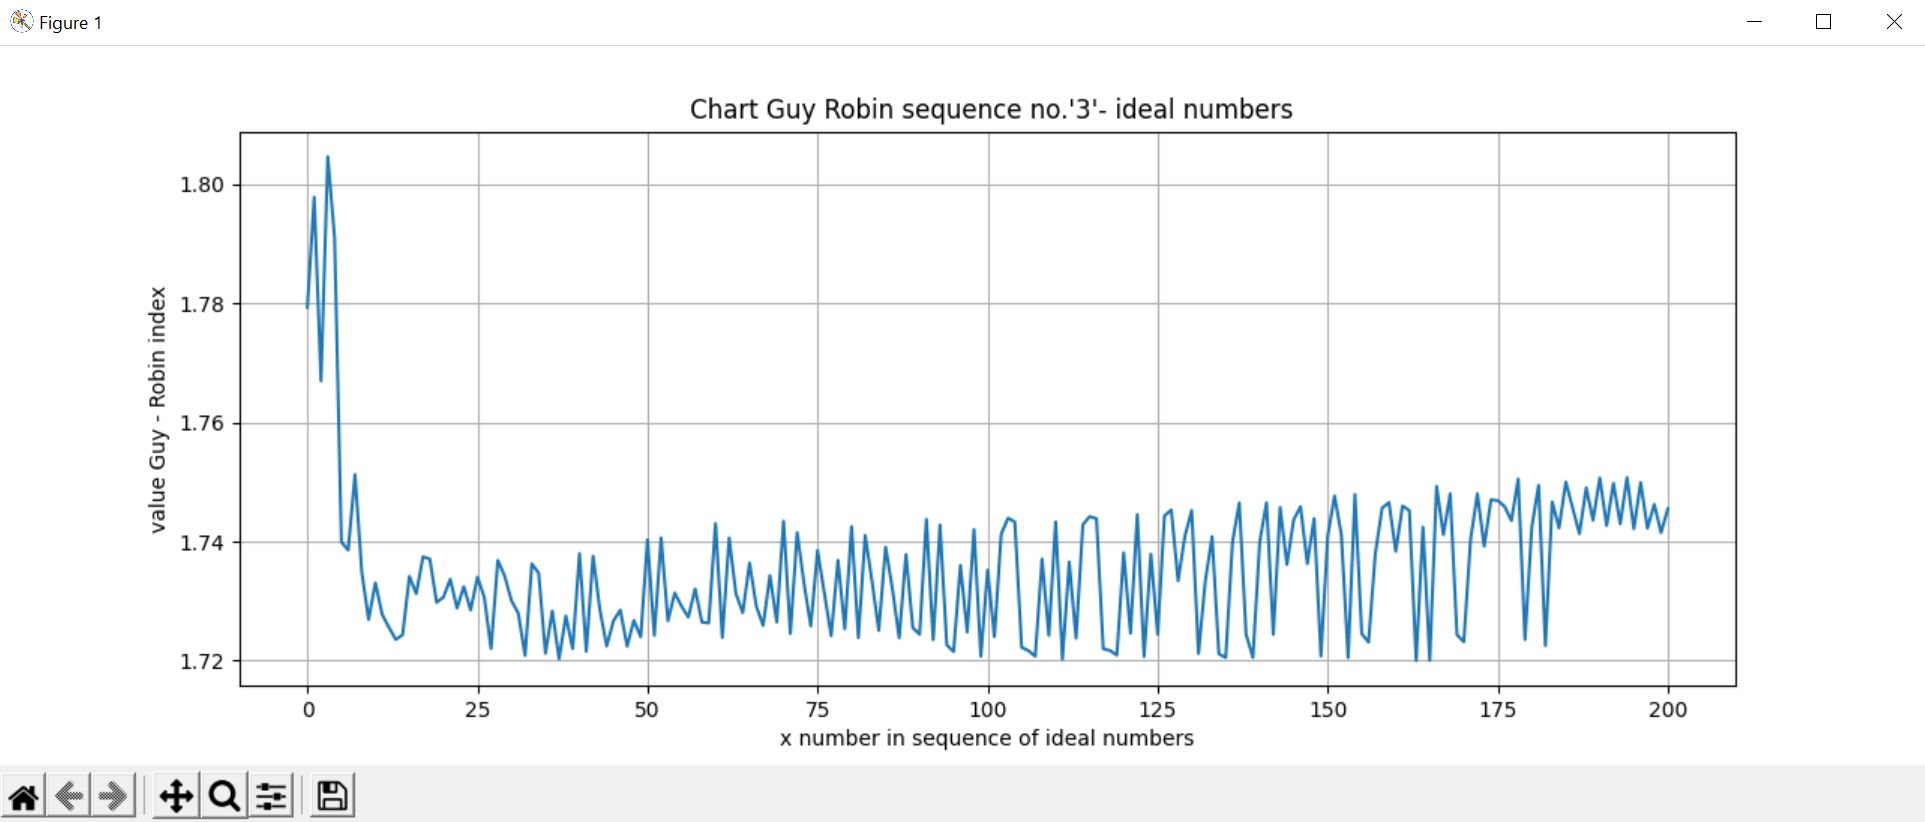 Figure 1
Chart Guy Robin sequence no.'3'- ideal numbers
value Guy - Robin index
1.80
1.78
1.76
1.74
1.72
0 25 50 75 100 125 150 175 200
x number in sequence of ideal numbers